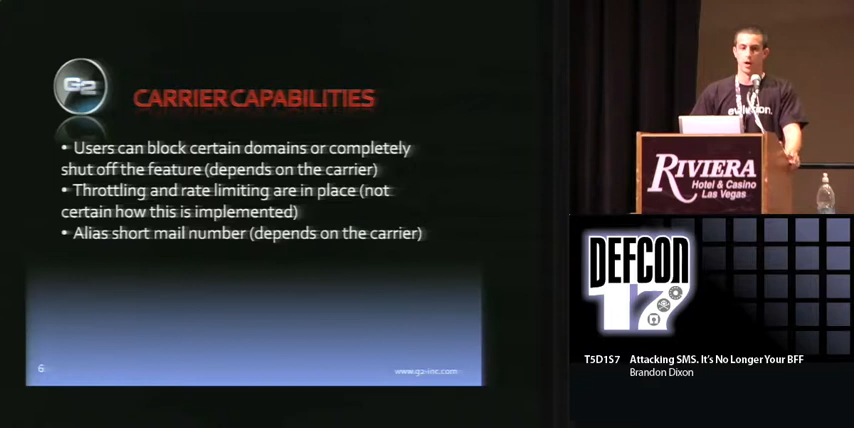 G2
CARRIER CAPABILITIES
• Users can block certain domains or completely
shut off the feature (depends on the carrier)
• Throttling and rate limiting are in place (not
certain how this is implemented)
• Alias short mail number (depends on the carrier)
6
www.g2-inc.com
RIVIERA
Hotel & Casino
Las Vegas
DEFCON
17
T5D1S7 Attacking SMS. It's No Longer Your BFF
Brandon Dixon